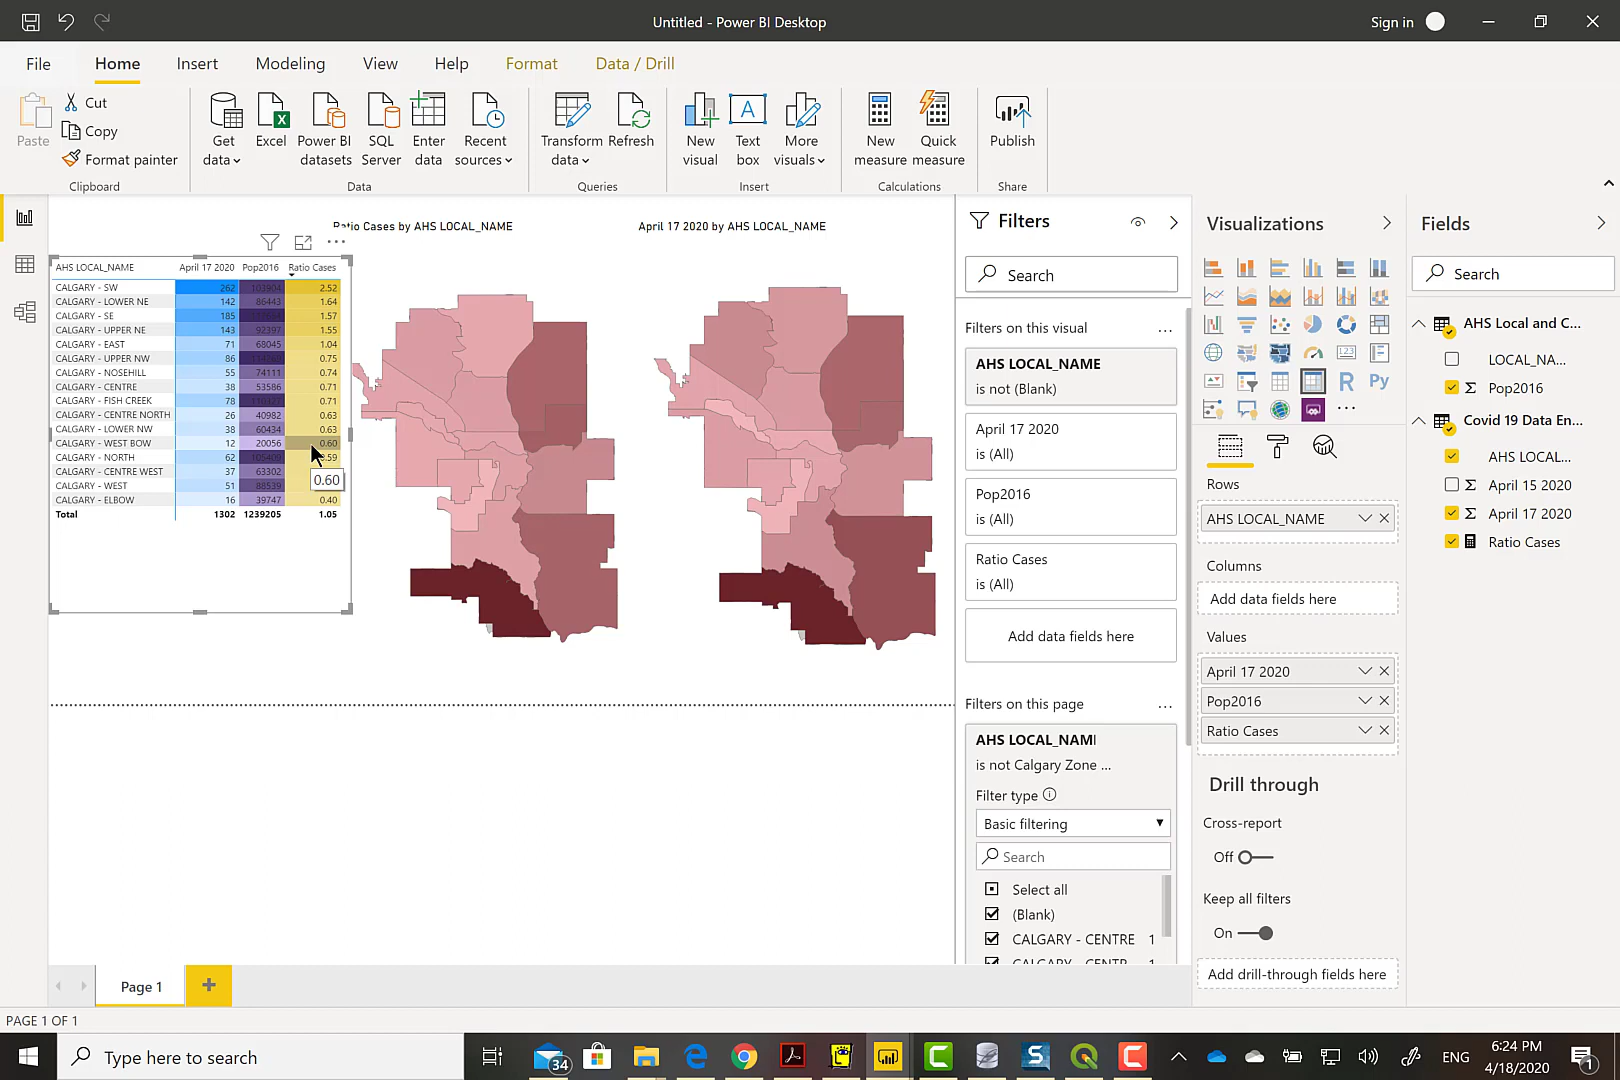 Untitled - Power BI Desktop
Sign in
File Home Insert Modeling View Help Format Data / Drill
Paste
Cut
Copy
Format painter
Clipboard
Get data
Excel
Power BI datasets
SQL Server
Enter data
Recent sources
Data
Transform data
Refresh
Queries
New visual
Text box
More visuals
Insert
New measure
Quick measure
Calculations
Publish
Share
Ratio Cases by AHS LOCAL_NAME
April 17 2020 by AHS LOCAL_NAME
AHS LOCAL_NAME April 17 2020 Pop2016 Ratio Cases
CALGARY - SW 262 103904 2.52
CALGARY - LOWER NE 142 86443 1.64
CALGARY - SE 185 1.57
CALGARY - UPPER NE 143 92397 1.55
CALGARY - EAST 71 68045 1.04
CALGARY - UPPER NW 86 0.75
CALGARY - NOSEHILL 55 74111 0.74
CALGARY - CENTRE 38 53586 0.71
CALGARY - FISH CREEK 78 0.71
CALGARY - CENTRE NORTH 26 40982 0.63
CALGARY - LOWER NW 38 60434 0.63
CALGARY - WEST BOW 12 20056 0.60
CALGARY - NORTH 62 105409 .59
CALGARY - CENTRE WEST 37 63302
CALGARY - WEST 51 88539
CALGARY - ELBOW 16 39747 0.40
Total 1302 1239205 1.05
0.60
Filters
Search
Filters on this visual ...
AHS LOCAL_NAME
is not (Blank)
April 17 2020
is (All)
Pop2016
is (All)
Ratio Cases
is (All)
Add data fields here
Filters on this page ...
AHS LOCAL_NAM
is not Calgary Zone ...
Filter type
Basic filtering
Search
Select all
(Blank)
CALGARY - CENTRE 1
CALGARY - CENTR 1
Visualizations
R Py
...
Rows
AHS LOCAL_NAME
Columns
Add data fields here
Values
April 17 2020
Pop2016
Ratio Cases
Drill through
Cross-report
Off
Keep all filters
On
Add drill-through fields here
Fields
Search
AHS Local and C...
LOCAL_NA...
Σ Pop2016
Covid 19 Data En...
AHS LOCAL...
Σ April 15 2020
Σ April 17 2020
Ratio Cases
Page 1
+
PAGE 1 OF 1
Type here to search
34
ENG
6:24 PM
4/18/2020
1